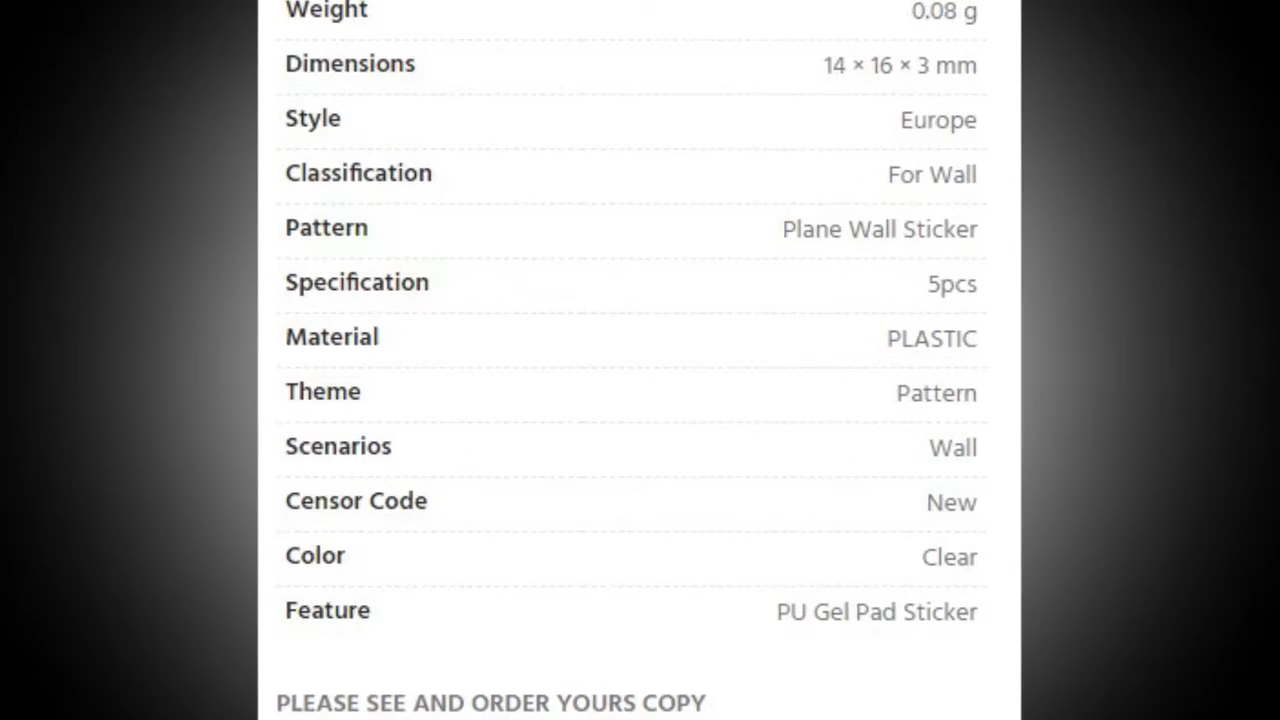 Weight 0.08 g
Dimensions 14 × 16 × 3 mm
Style Europe
Classification For Wall
Pattern Plane Wall Sticker
Specification 5pcs
Material PLASTIC
Theme Pattern
Scenarios Wall
Censor Code New
Color Clear
Feature PU Gel Pad Sticker
PLEASE SEE AND ORDER YOURS COPY